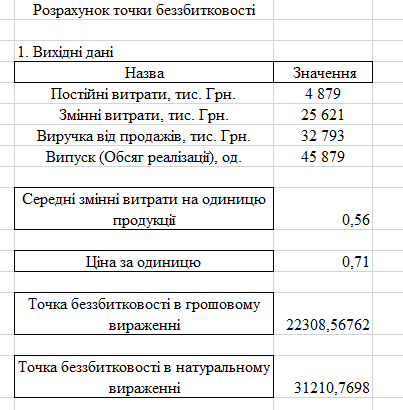 Розрахунок точки беззбитковості
1. Вихідні дані
Назва Значення
Постійні витрати, тис. Грн. 4 879
Змінні витрати, тис. Грн. 25 621
Виручка від продажів, тис. Грн. 32 793
Випуск (Обсяг реалізації), од. 45 879
Середні змінні витрати на одиницю
продукції 0,56
Ціна за одиницю 0,71
Точка беззбитковості в грошовому
вираженні 22308,56762
Точка беззбитковості в натуральному
вираженні 31210,7698